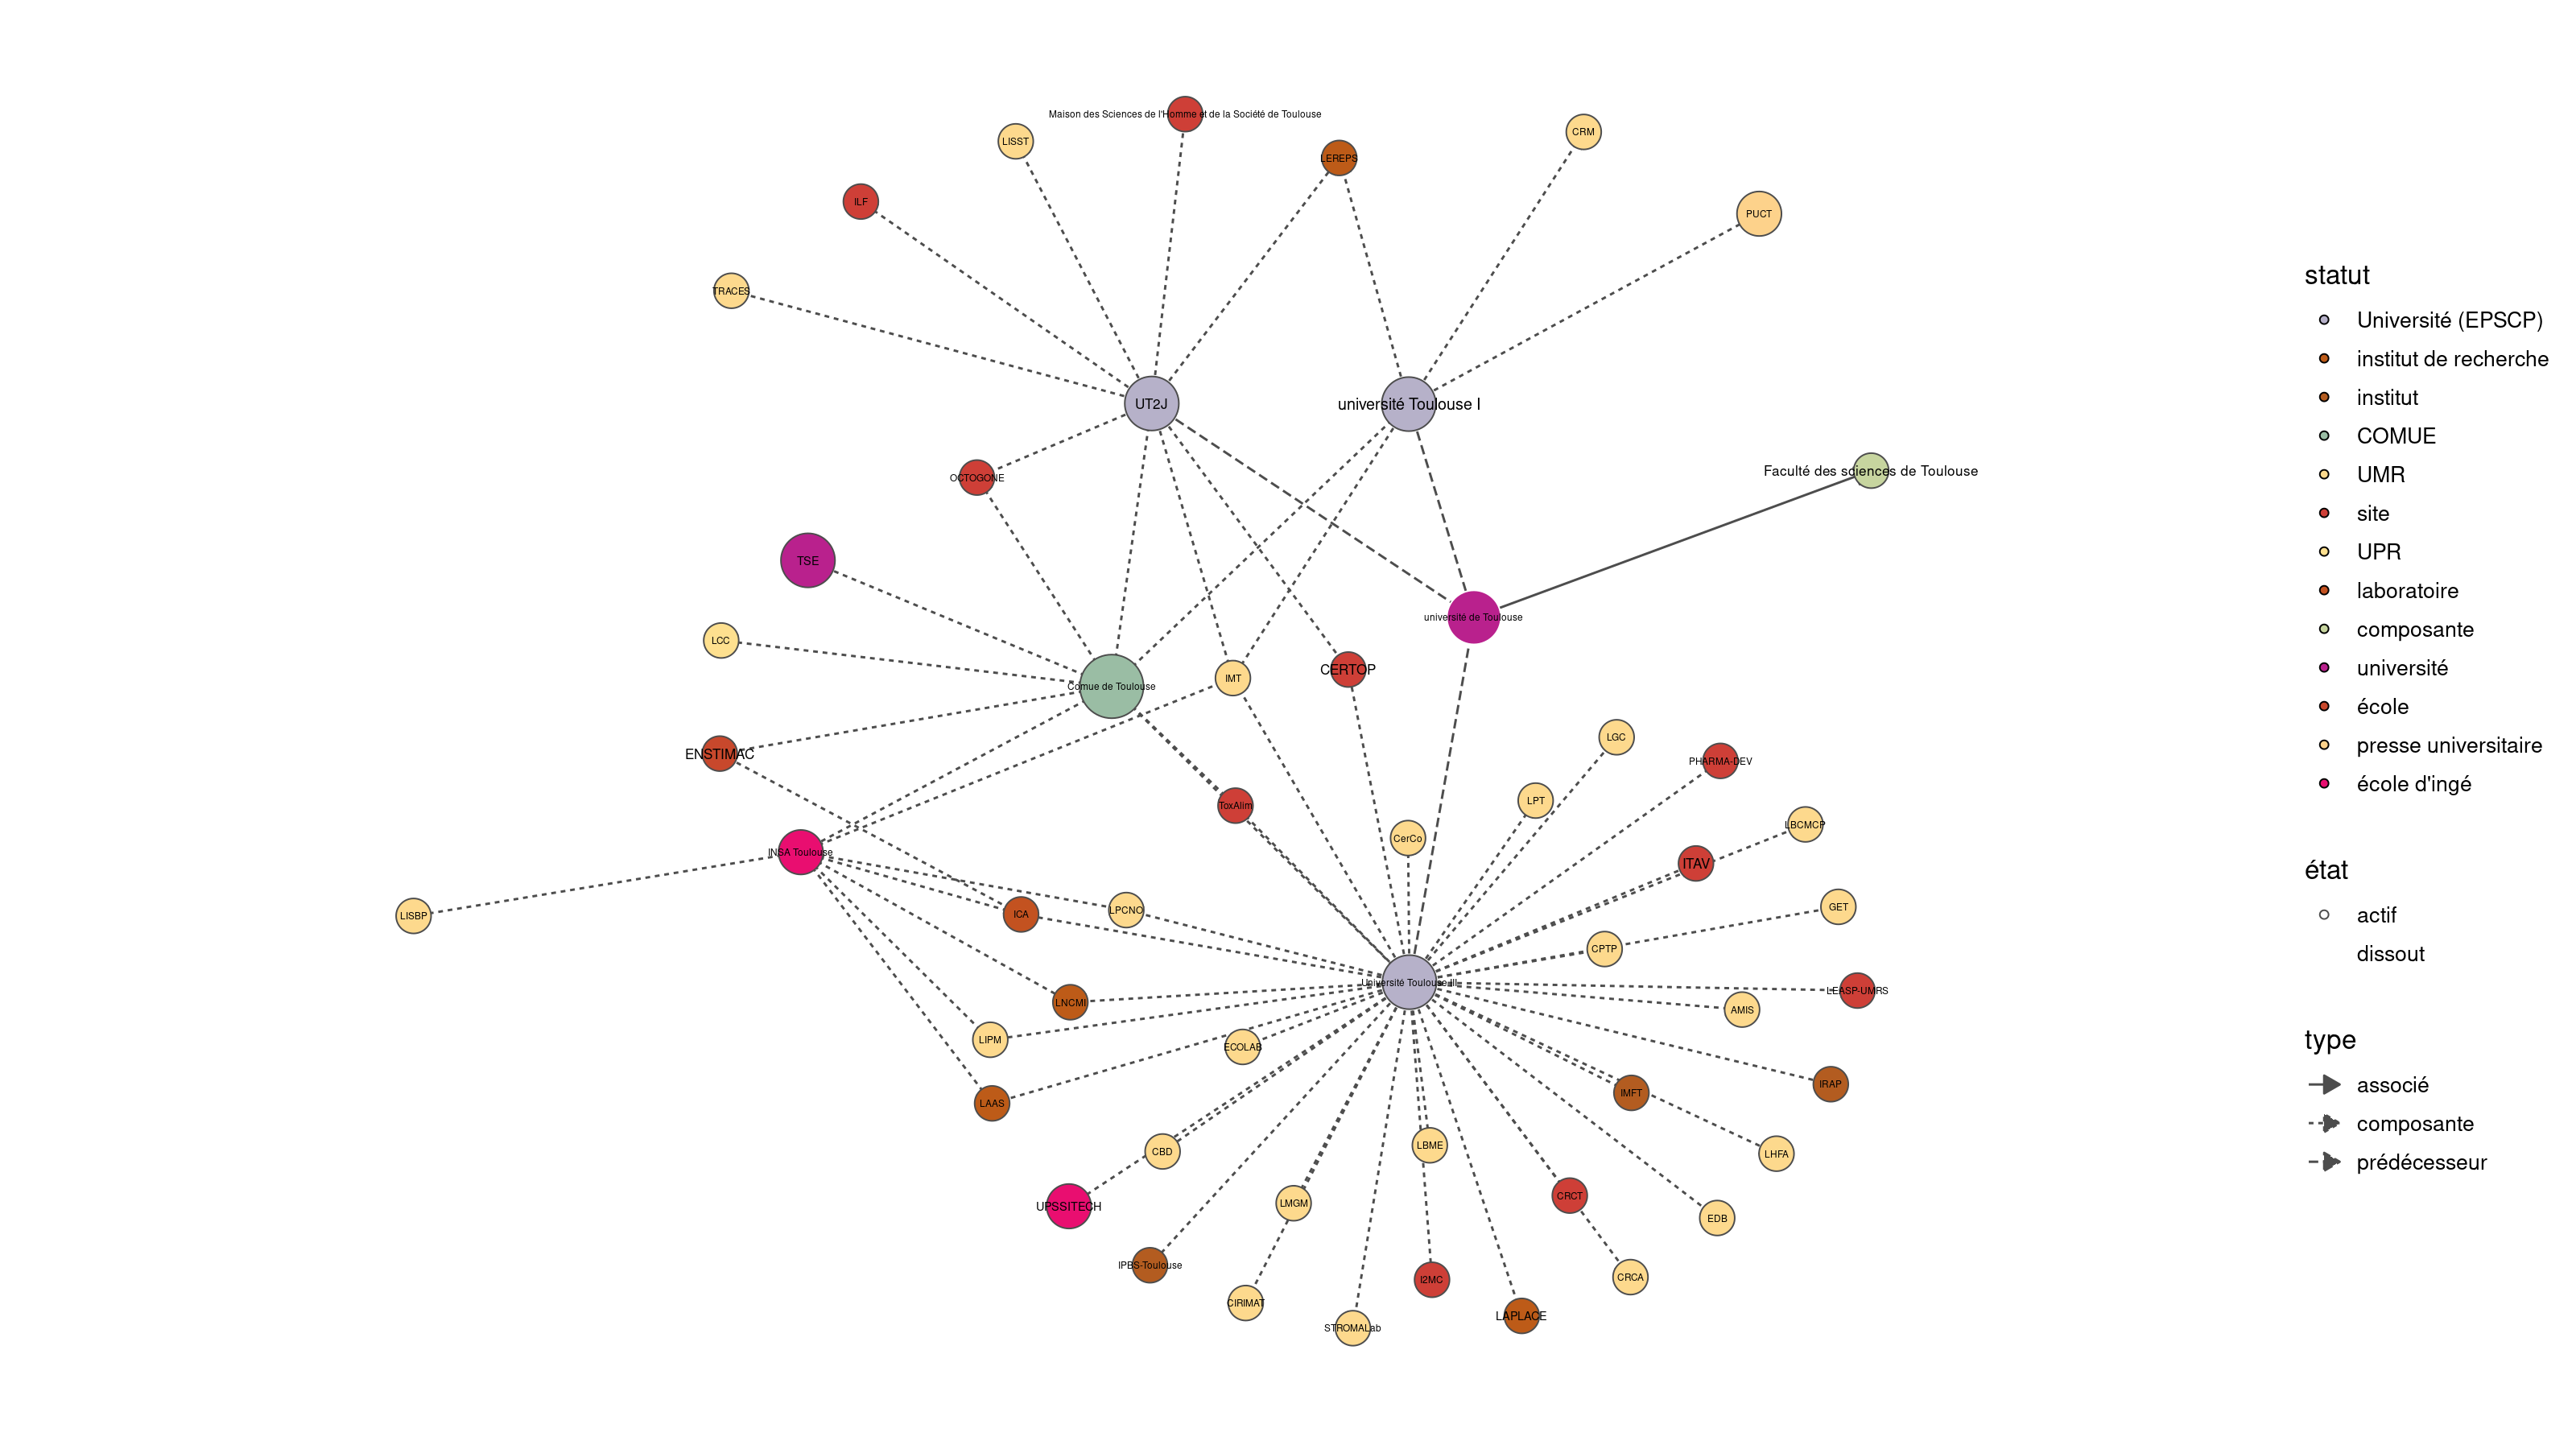 Maison des Sciences de l'Homme et de la Société de Toulouse
LISST
CRM
LEREPS
ILF
PUCT
TRACES
UT2J
université Toulouse I
Faculté des sciences de Toulouse
OCTOGONE
TSE
université de Toulouse
LCC
CERTOP
IMT
Comue de Toulouse
LGC
ENSTIMAC
PHARMA-DEV
LPT
ToxAlim
LBCMCP
CerCo
INSA Toulouse
ITAV
GET
LPCNO
ICA
LISBP
CPTP
Université Toulouse III
LEASP-UMRS
LNCMI
AMIS
LIPM
ECOLAB
IRAP
IMFT
LAAS
LBME
CBD
LHFA
CRCT
LMGM
UPSSITECH
EDB
IPBS-Toulouse
CRCA
I2MC
CIRIMAT
LAPLACE
STROMALab
statut
Université (EPSCP)
institut de recherche
institut
COMUE
UMR
site
UPR
laboratoire
composante
université
école
presse universitaire
école d'ingé
état
actif
dissout
type
associé
composante
prédécesseur